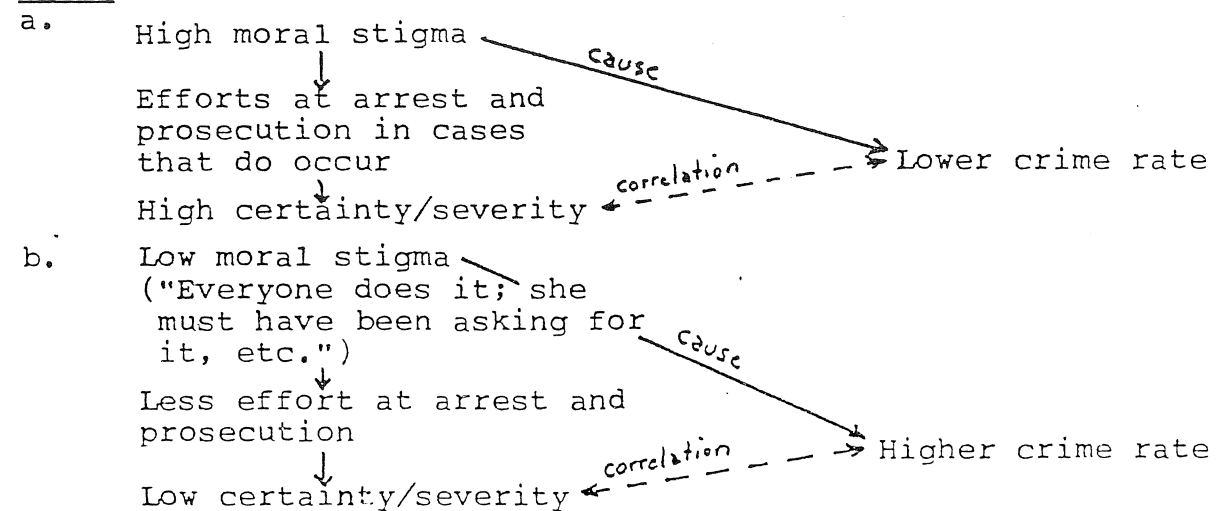 a.
High moral stigma
cause
Efforts at arrest and
prosecution in cases
that do occur
Lower crime rate
correlation
High certainty/severity
b.
Low moral stigma
("Everyone does it; she
must have been asking for
it, etc.")
cause
Less effort at arrest and
prosecution
Higher crime rate
correlation
Low certainty/severity